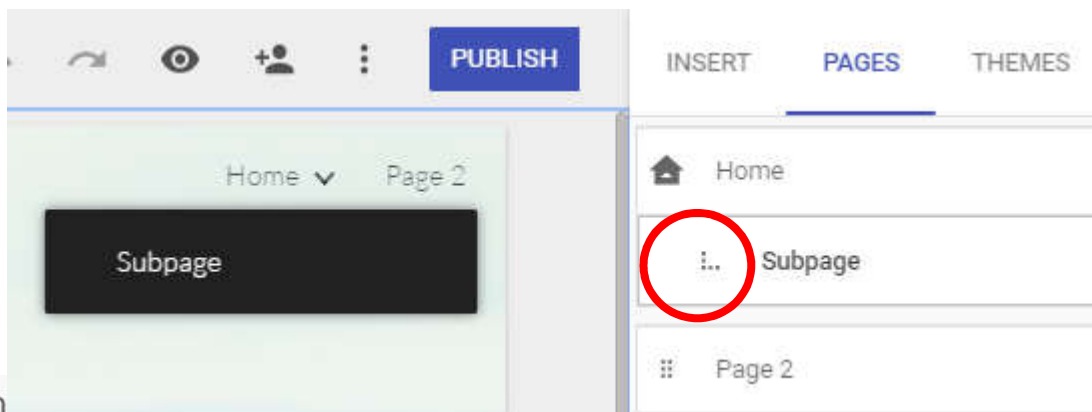 PUBLISH
INSERT PAGES THEMES
Home Page 2
Subpage
Home
Subpage
Page 2